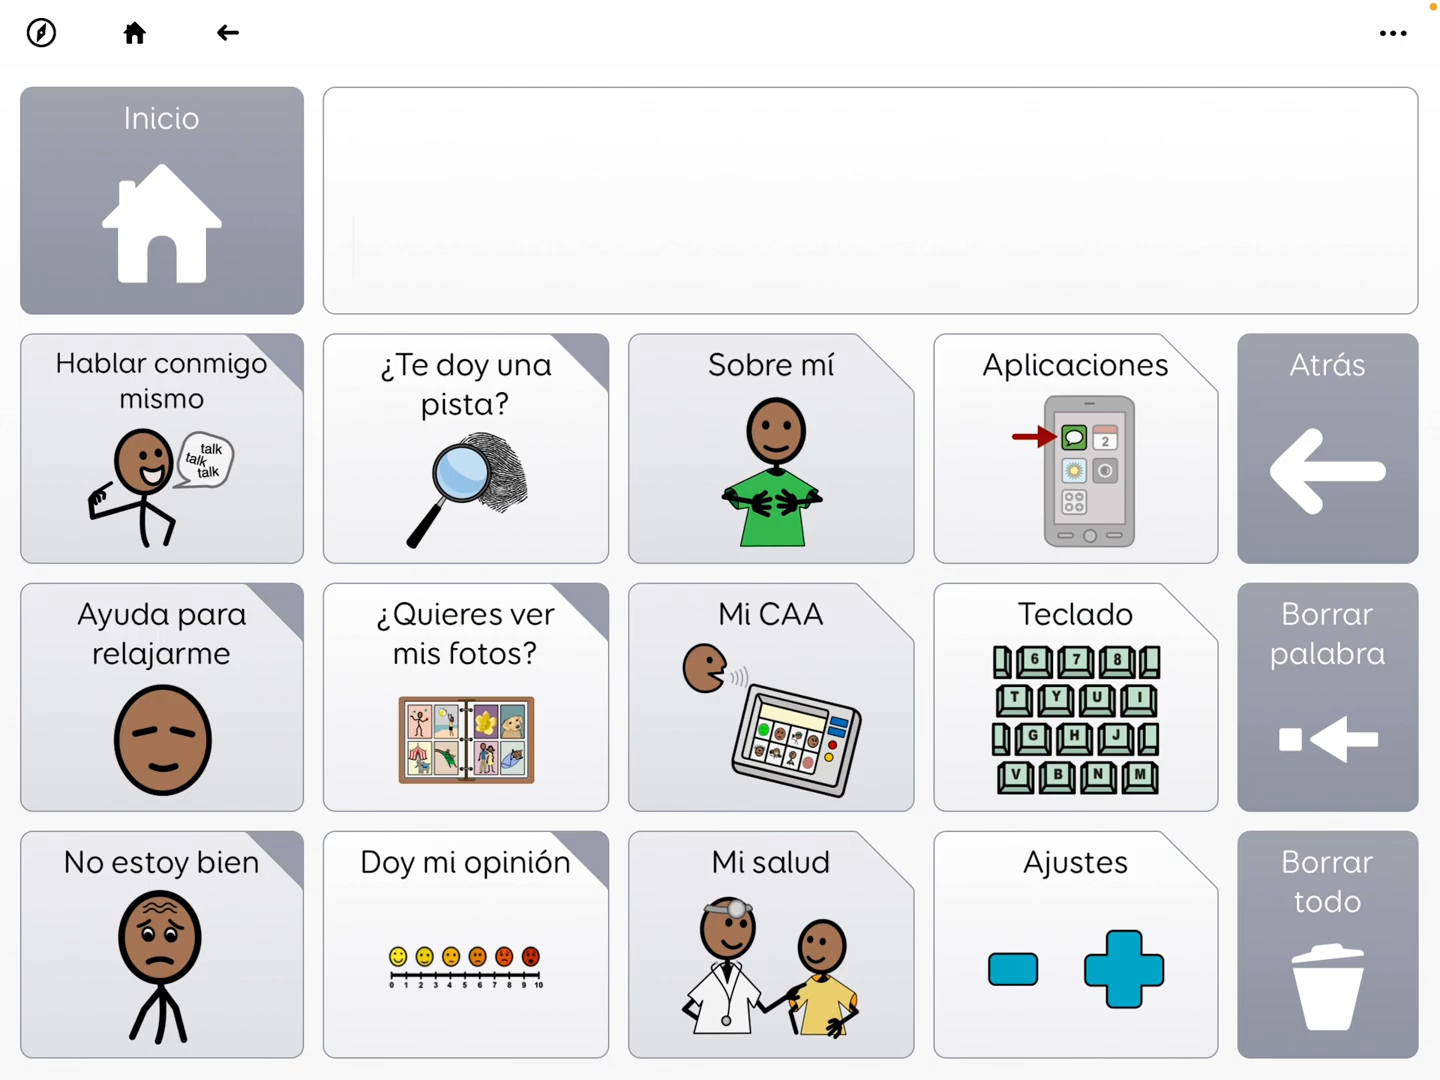 Inicio
Hablar conmigo
mismo
talk
talk
talk
¿Te doy una
pista?
Sobre mí
Aplicaciones
2
Atrás
Ayuda para
relajarme
¿Quieres ver
mis fotos?
Mi CAA
Teclado
6 7 8
T Y U I
G H J
V B N M
Borrar
palabra
No estoy bien
Doy mi opinión
0 1 2 3 4 5 6 7 8 9 10
Mi salud
Ajustes
Borrar
todo